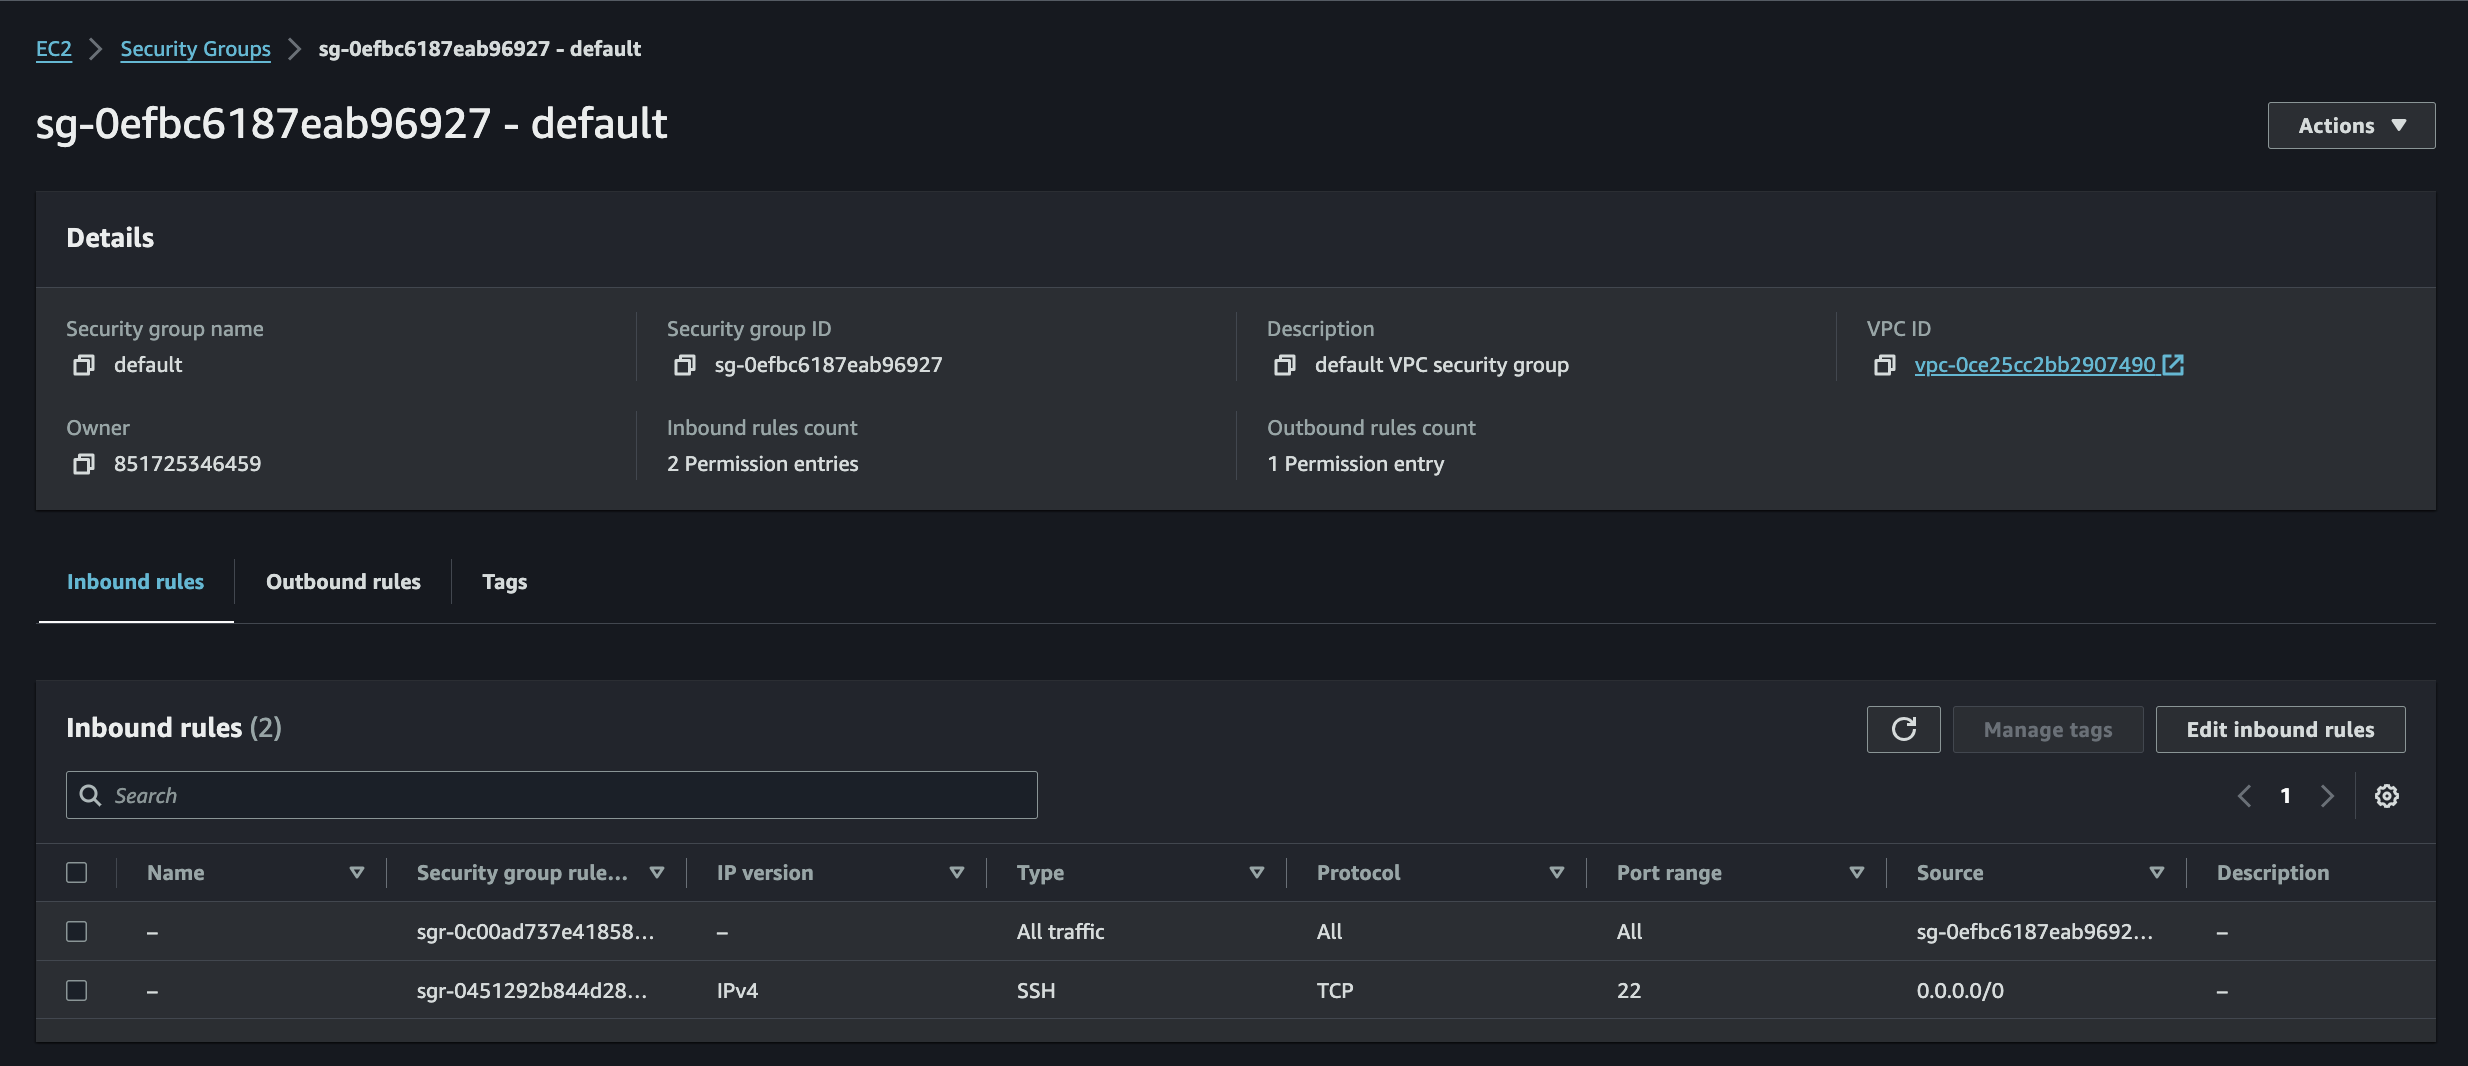 EC2 Security Groups sg-0efbc6187eab96927 - default
sg-0efbc6187eab96927 - default
Actions
Details
Security group name Security group ID Description VPC ID
default sg-0efbc6187eab96927 default VPC security group vpc-0ce25cc2bb2907490
Owner Inbound rules count Outbound rules count
851725346459 2 Permission entries 1 Permission entry
Inbound rules Outbound rules Tags
Inbound rules (2) Manage tags Edit inbound rules
Search 1
Name Security group rule... IP version Type Protocol Port range Source Description
– sgr-0c00ad737e41858... – All traffic All All sg-0efbc6187eab9692... –
– sgr-0451292b844d28... IPv4 SSH TCP 22 0.0.0.0/0 –